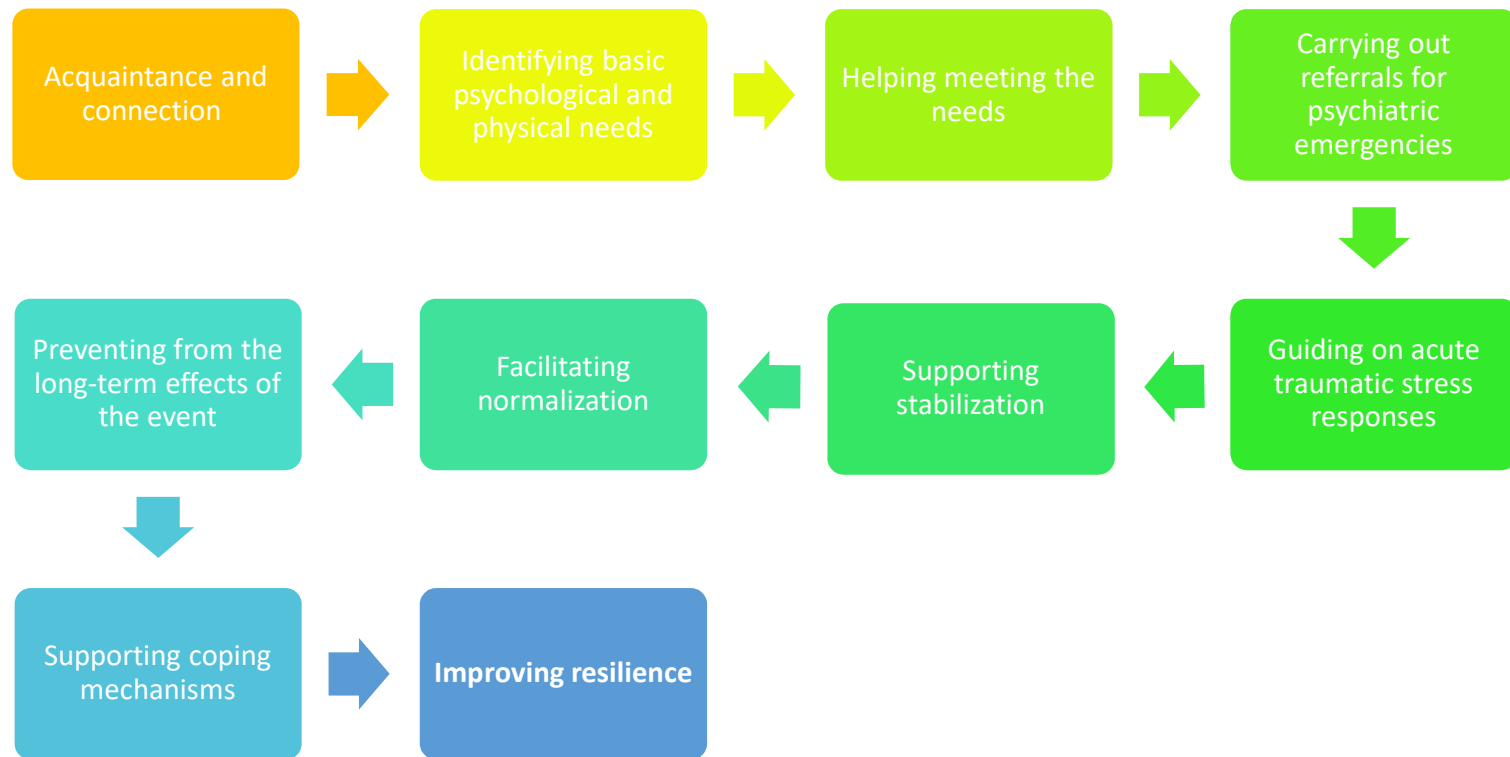 Acquaintance and
connection
Identifying basic
psychological and
physical needs
Helping meeting the
needs
Carrying out
referrals for
psychiatric
emergencies
Guiding on acute
traumatic stress
responses
Supporting
stabilization
Facilitating
normalization
Preventing from the
long-term effects of
the event
Supporting coping
mechanisms
Improving resilience